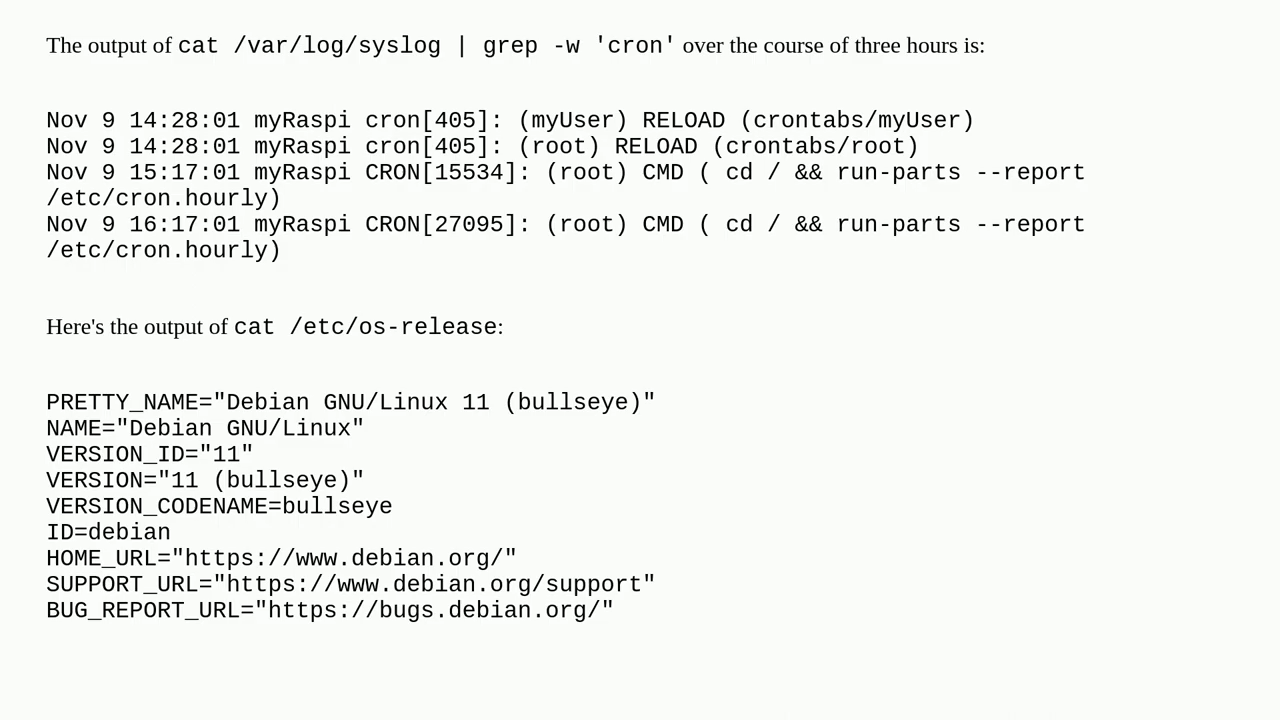 The output of cat /var/log/syslog | grep -w 'cron' over the course of three hours is:
Nov 9 14:28:01 myRaspi cron[405]: (myUser) RELOAD (crontabs/myUser)
Nov 9 14:28:01 myRaspi cron[405]: (root) RELOAD (crontabs/root)
Nov 9 15:17:01 myRaspi CRON[15534]: (root) CMD ( cd / && run-parts --report
/etc/cron.hourly)
Nov 9 16:17:01 myRaspi CRON[27095]: (root) CMD ( cd / && run-parts --report
/etc/cron.hourly)
Here's the output of cat /etc/os-release:
PRETTY_NAME="Debian GNU/Linux 11 (bullseye)"
NAME="Debian GNU/Linux"
VERSION_ID="11"
VERSION="11 (bullseye)"
VERSION_CODENAME=bullseye
ID=debian
HOME_URL="https://www.debian.org/"
SUPPORT_URL="https://www.debian.org/support"
BUG_REPORT_URL="https://bugs.debian.org/"